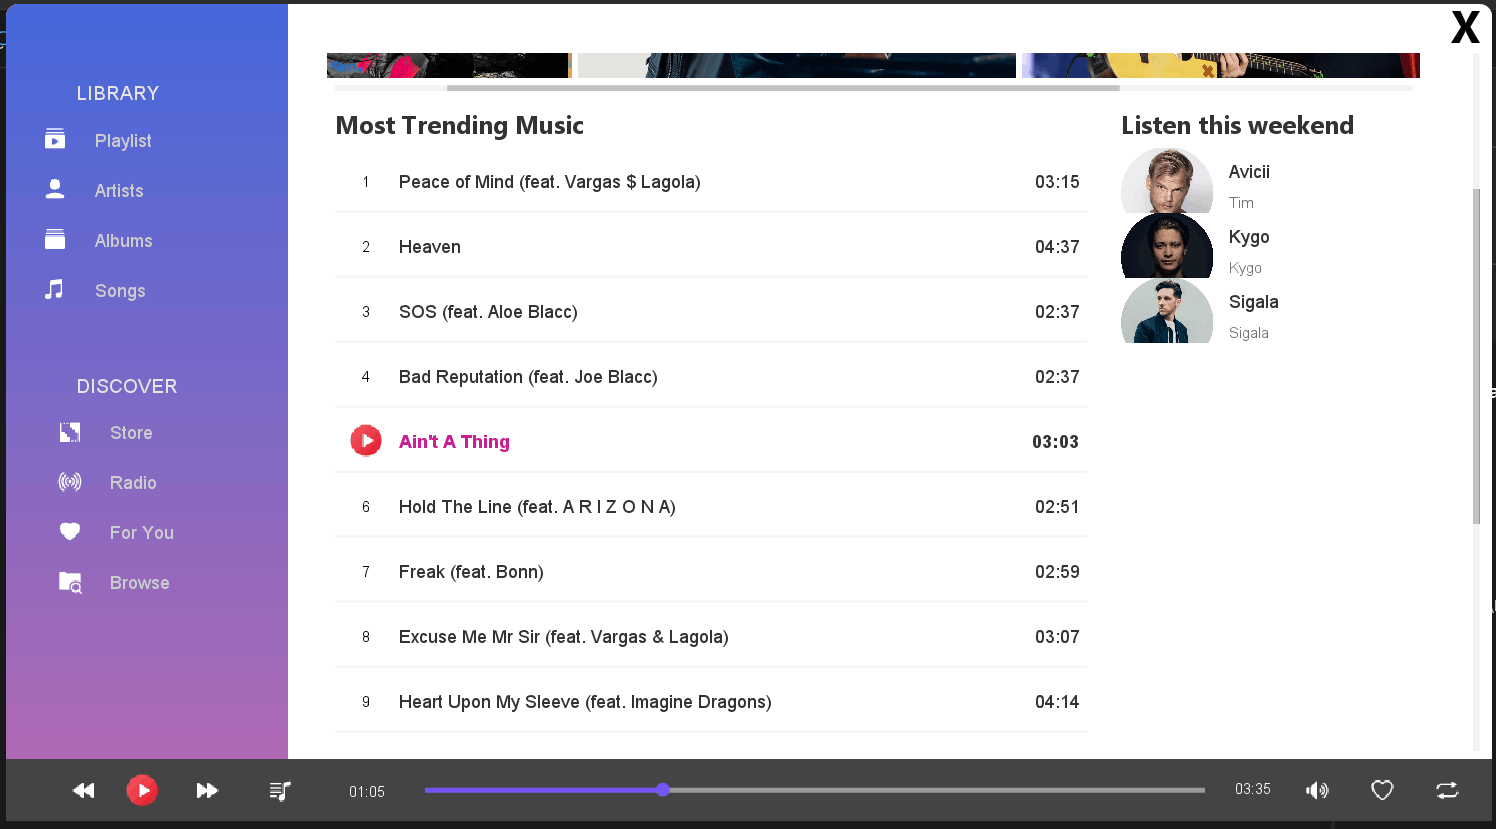 X
LIBRARY
Playlist
Artists
Albums
Songs
DISCOVER
Store
Radio
For You
Browse
Most Trending Music
1 Peace of Mind (feat. Vargas $ Lagola) 03:15
2 Heaven 04:37
3 SOS (feat. Aloe Blacc) 02:37
4 Bad Reputation (feat. Joe Blacc) 02:37
Ain't A Thing 03:03
6 Hold The Line (feat. A R I Z O N A) 02:51
7 Freak (feat. Bonn) 02:59
8 Excuse Me Mr Sir (feat. Vargas & Lagola) 03:07
9 Heart Upon My Sleeve (feat. Imagine Dragons) 04:14
Listen this weekend
Avicii
Tim
Kygo
Kygo
Sigala
Sigala
01:05 03:35